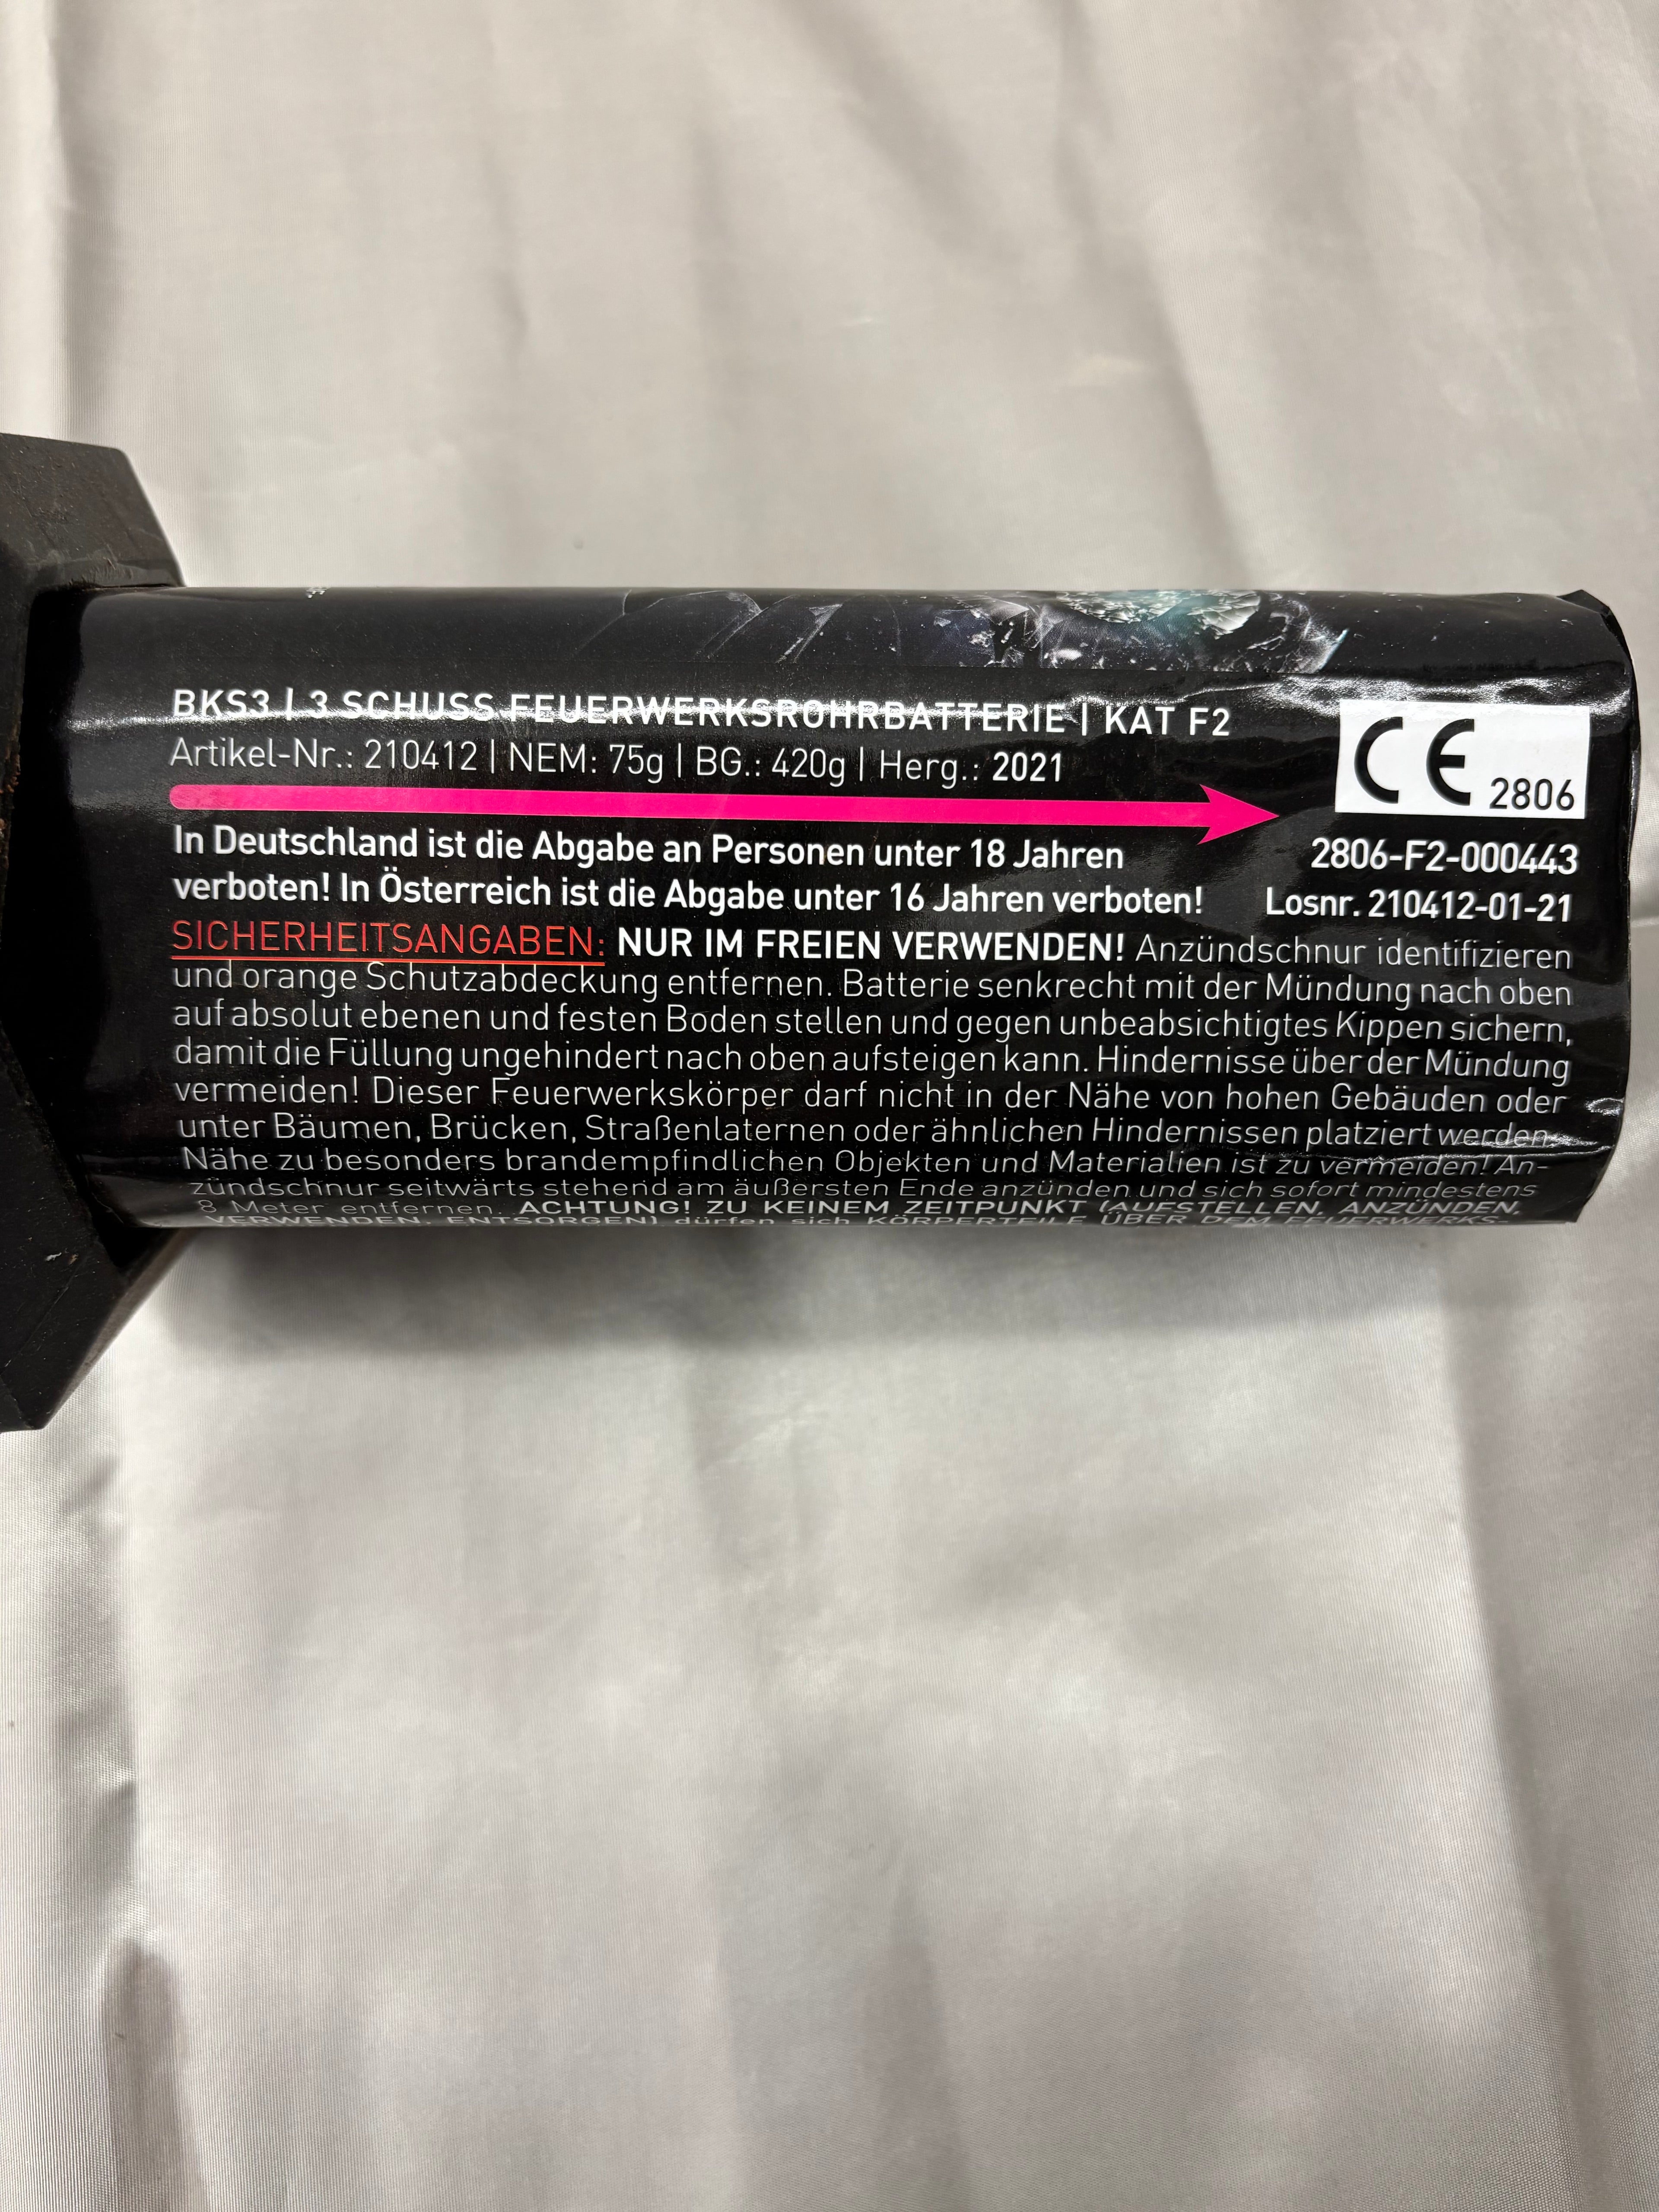 BKS3 | 3 SCHUSS FEUERWERKSROHRBATTERIE | KAT F2
Artikel-Nr.: 210412 | NEM: 75g | BG.: 420g | Herg.: 2021
CE 2806
In Deutschland ist die Abgabe an Personen unter 18 Jahren
verboten! In Österreich ist die Abgabe unter 16 Jahren verboten!
2806-F2-000443
Losnr. 210412-01-21
SICHERHEITSANGABEN: NUR IM FREIEN VERWENDEN! Anzündschnur identifizieren
und orange Schutzabdeckung entfernen. Batterie senkrecht mit der Mündung nach oben
auf absolut ebenen und festen Boden stellen und gegen unbeabsichtigtes Kippen sichern,
damit die Füllung ungehindert nach oben aufsteigen kann. Hindernisse über der Mündung
vermeiden! Dieser Feuerwerkskörper darf nicht in der Nähe von hohen Gebäuden oder
unter Bäumen, Brücken, Straßenlaternen oder ähnlichen Hindernissen platziert werden.
Nähe zu besonders brandempfindlichen Objekten und Materialien ist zu vermeiden! An-
zündschnur seitwärts stehend am äußersten Ende anzünden und sich sofort mindestens
8 Meter entfernen. ACHTUNG! ZU KEINEM ZEITPUNKT (AUFSTELLEN, ANZÜNDEN,
VERWENDEN, ENTSORGEN) dürfen sich KÖRPERTEILE ÜBER DEM FEUERWERKS-